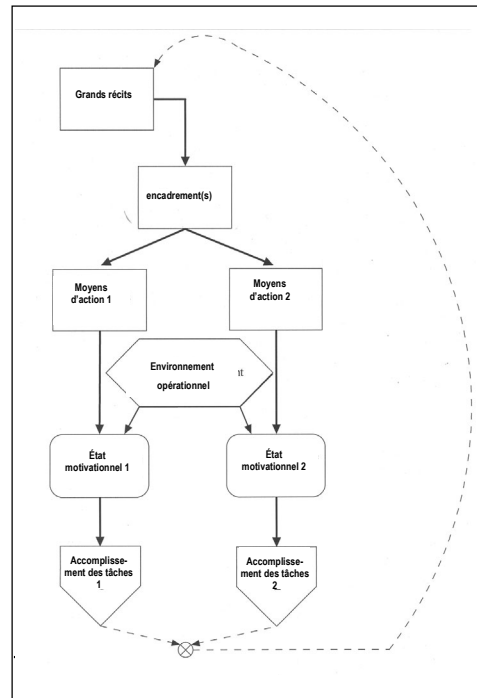 Grands récits
encadrement(s)
Moyens
d'action 1
Moyens
d'action 2
Environnement
opérationnel
nt
État
motivationnel 1
État
motivationnel 2
Accomplisse-
ment des tâches
1
Accomplisse-
ment des tâches
2